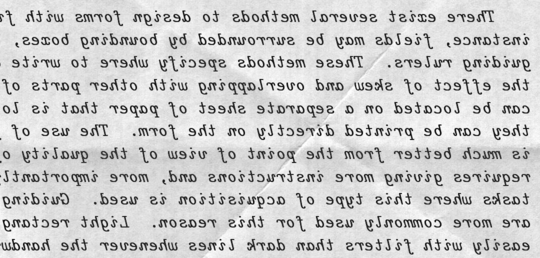 There exist several methods to design forms with
instance, fields may be surrounded by bounding boxes,
guiding rulers. These methods specify where to write
the effect of skew and overlapping with other parts of
can be located on a separate sheet of paper that is
they can be printed directly on the form. The use of
is much better from the point of view of the quality
requires giving more instructions and, more importantly
tasks where this type of acquisition is used. Guiding
are more commonly used for this reason. Light
easily with filters than dark lines whenever the